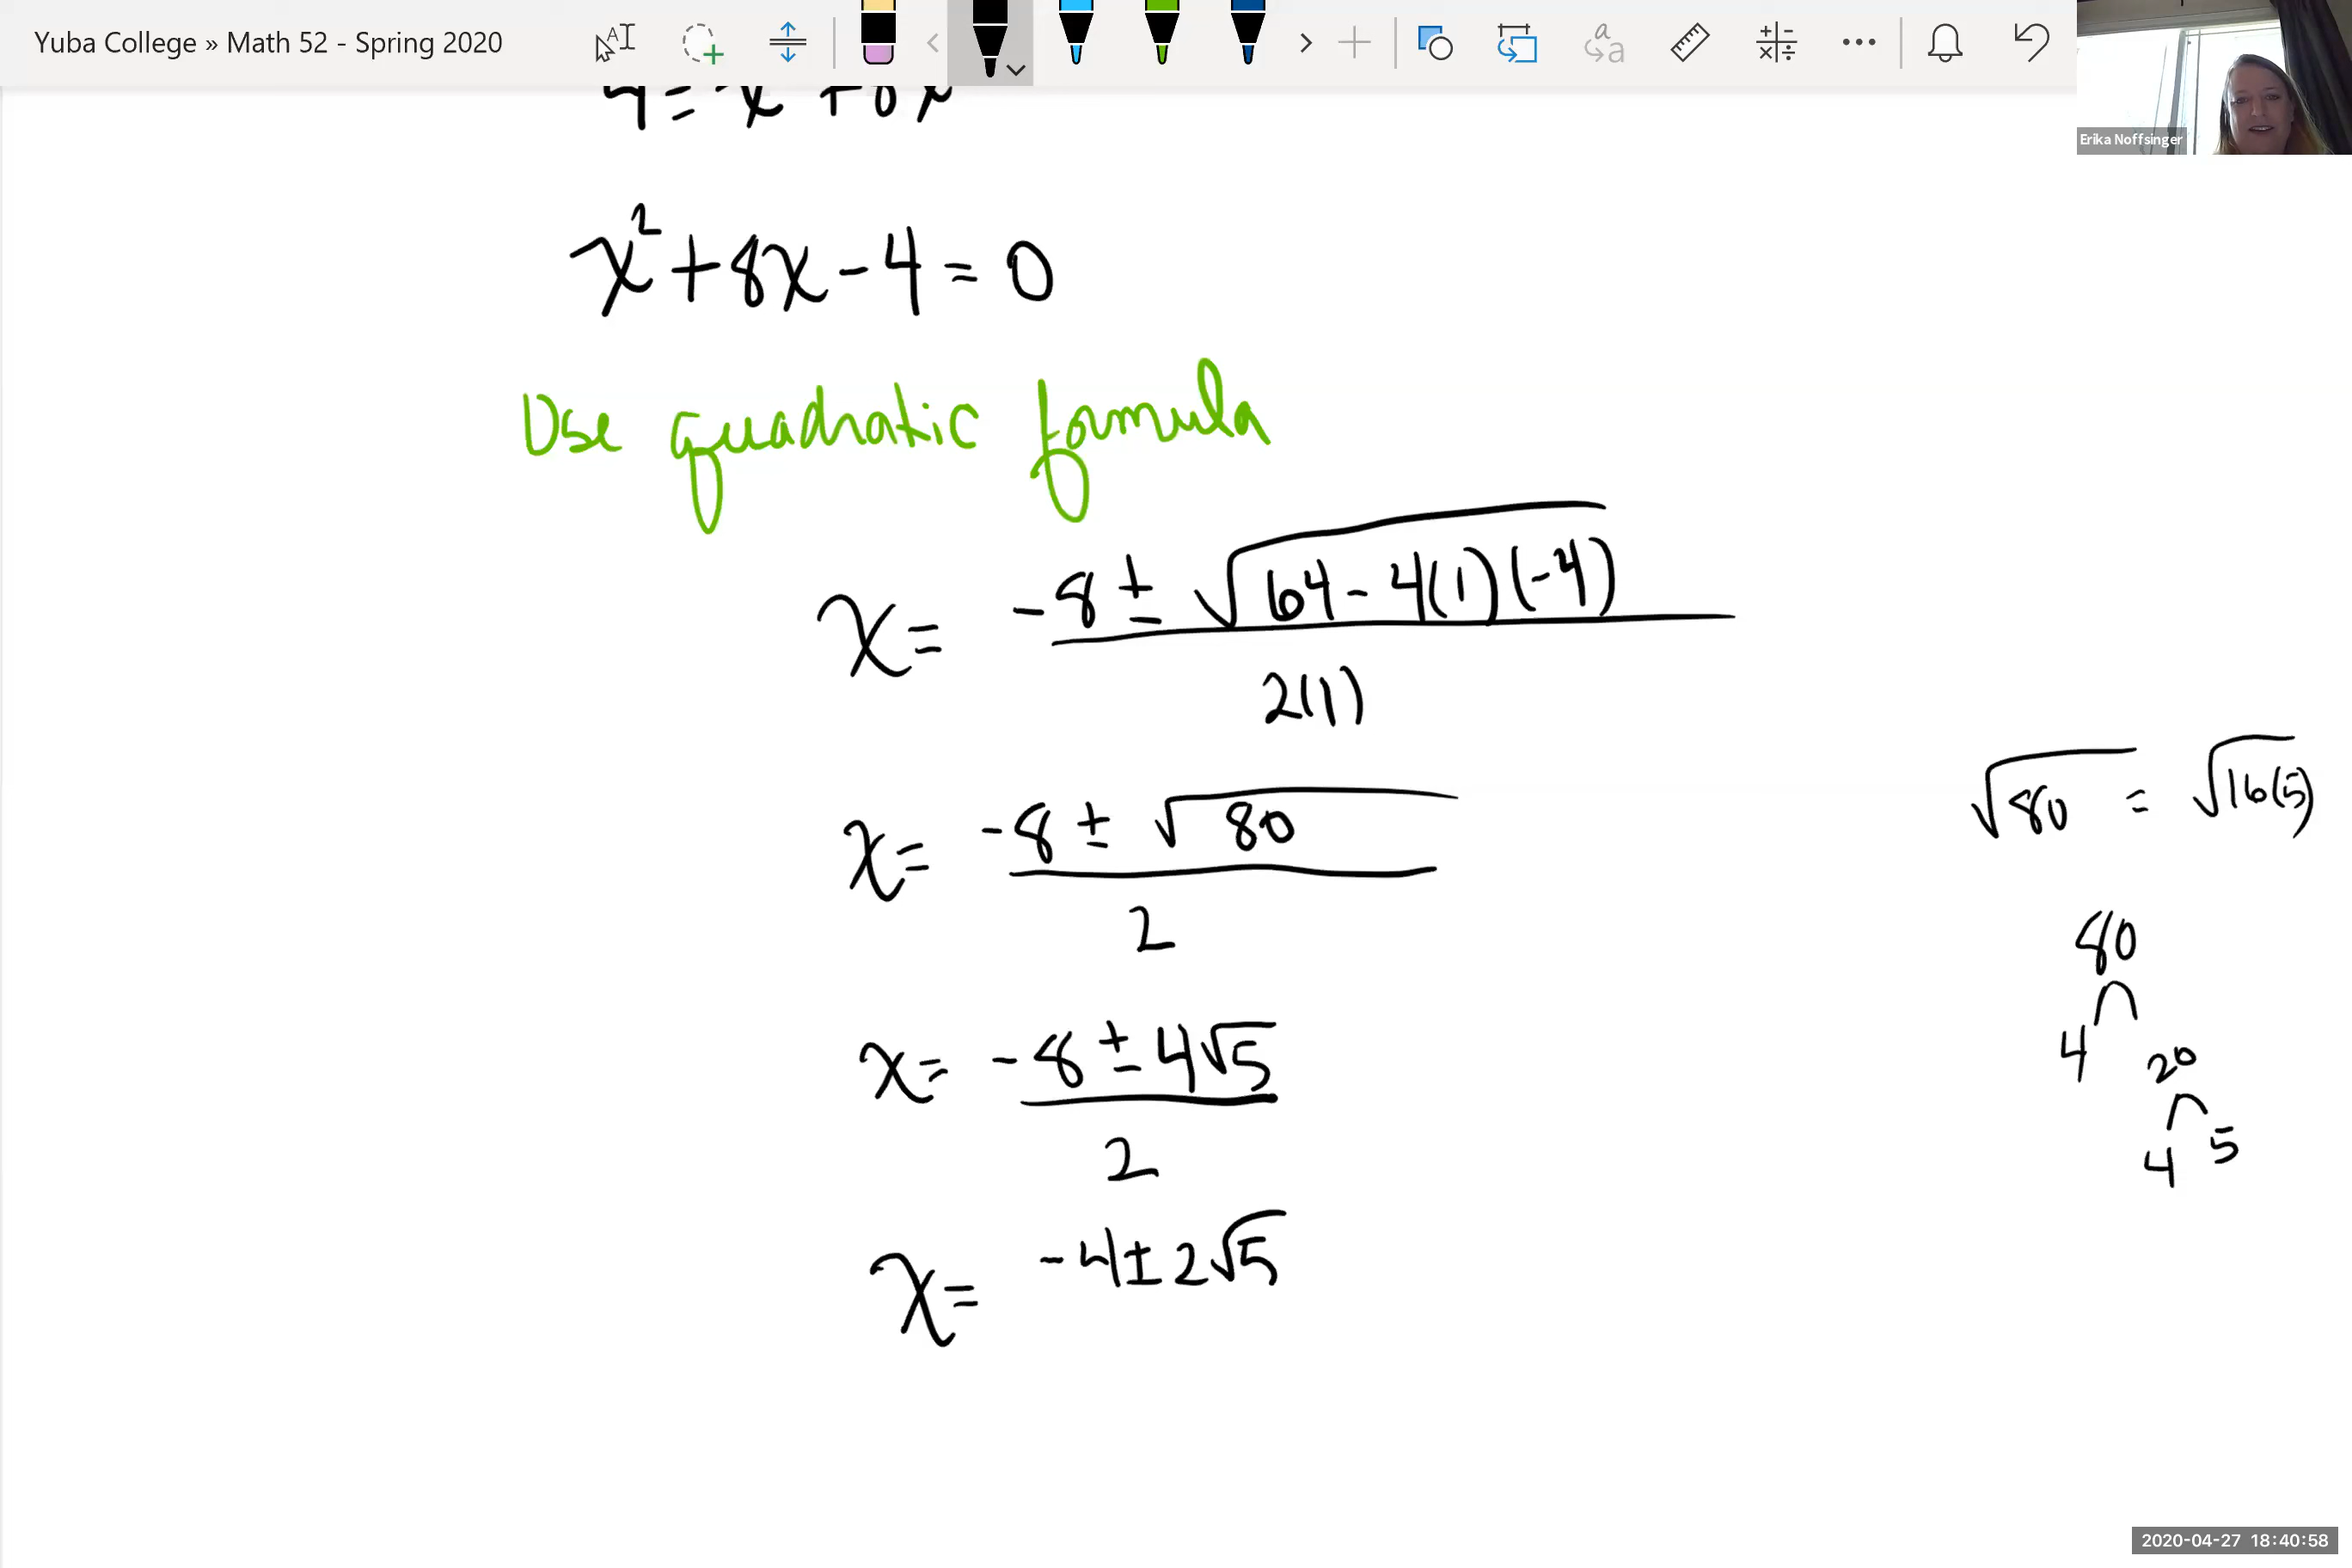 Yuba College » Math 52 - Spring 2020
Erika Noffsinger
x² + 8x - 4 = 0
Use quadratic formula
x = (-8 ± √(64 - 4(1)(-4))) / 2(1)
√80 = √16(5)
x = (-8 ± √80) / 2
80
4 20
4 5
x = (-8 ± 4√5) / 2
x = -4 ± 2√5
2020-04-27 18:40:58